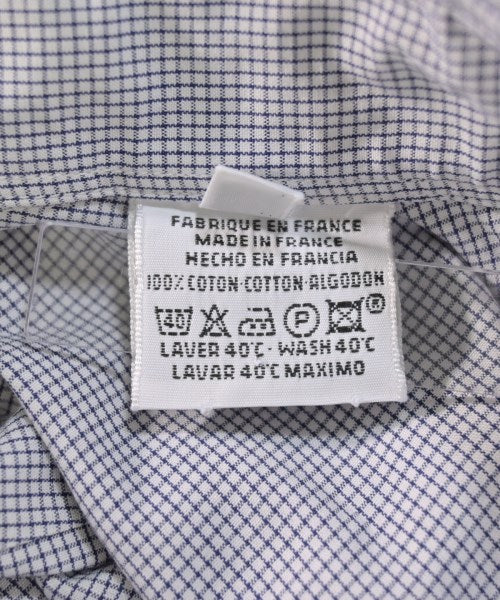 FABRIQUE EN FRANCE
MADE IN FRANCE
HECHO EN FRANCIA
100% COTON-COTTON-ALGODON
40 P ®
LAVER 40°C - WASH 40°C
LAVAR 40°C MAXIMO